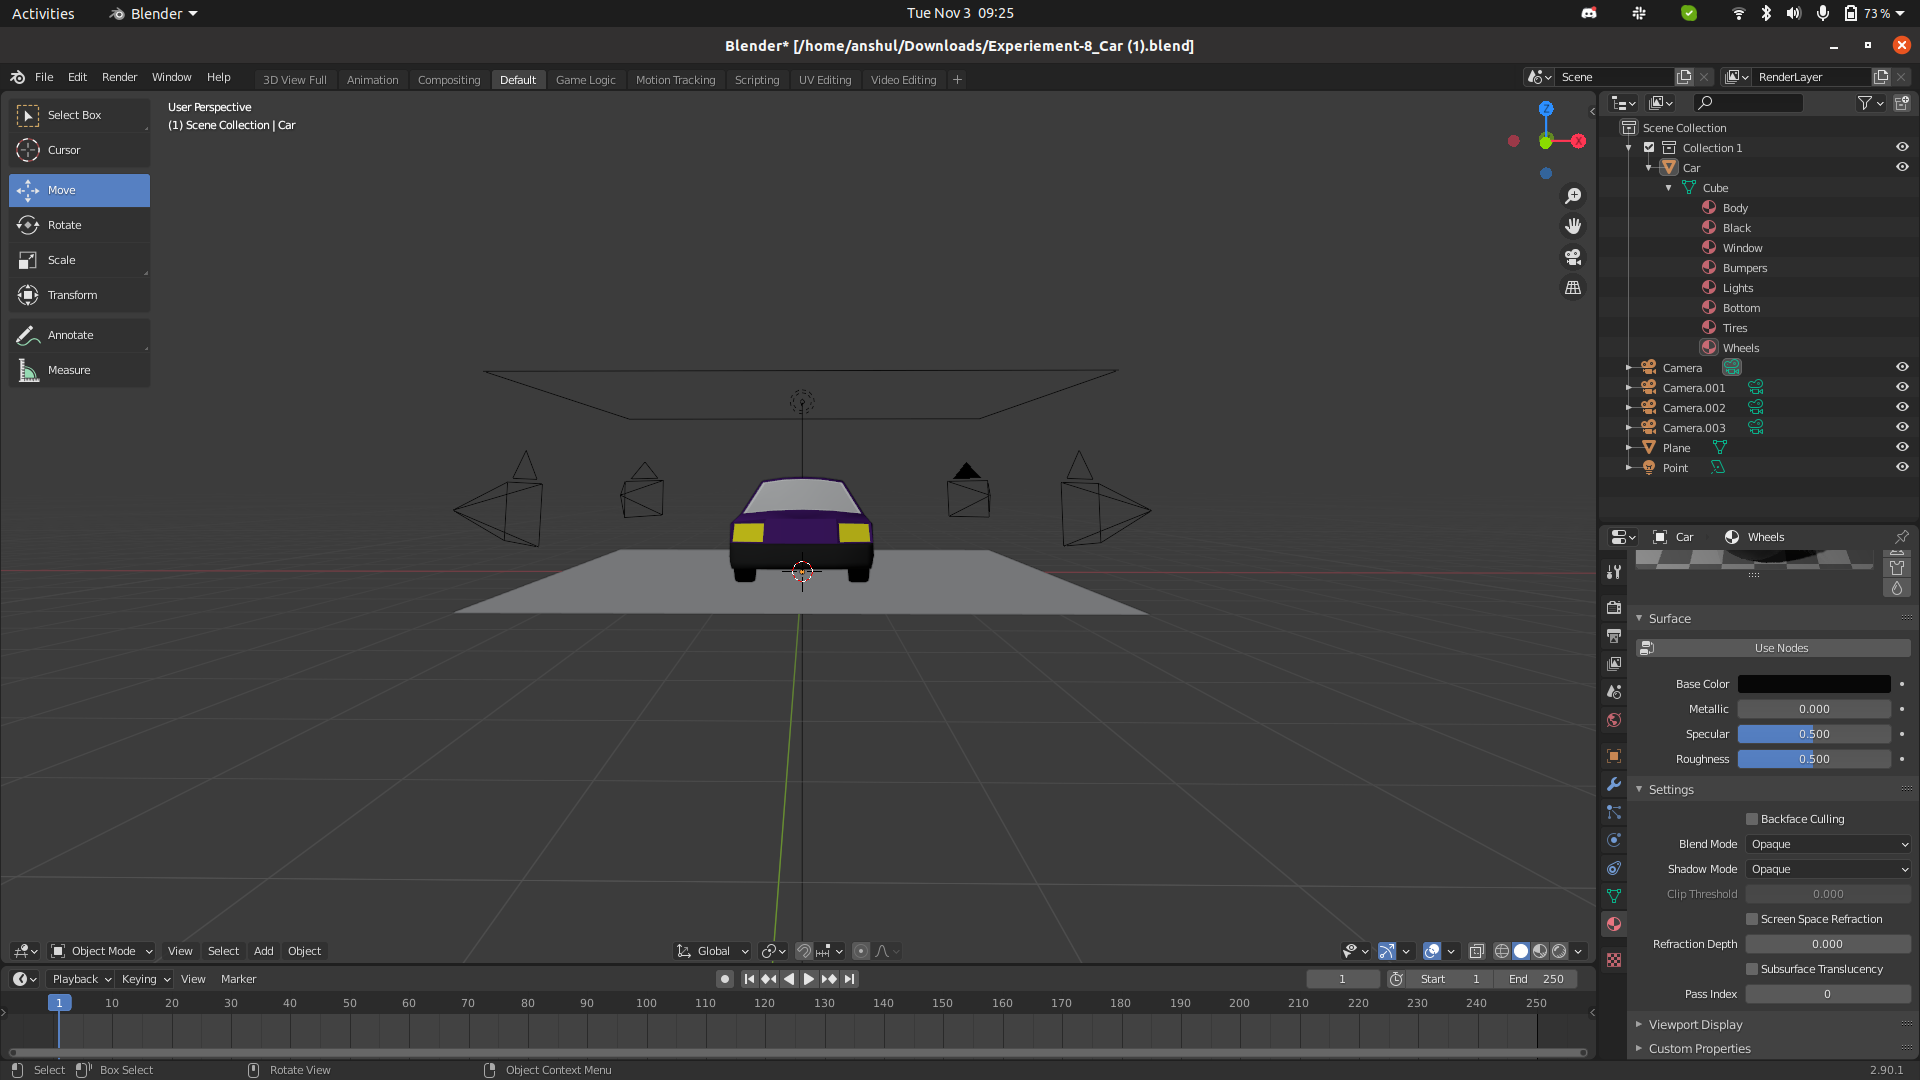 Activities Blender Tue Nov 3 09:25 73 %
Blender* [/home/anshul/Downloads/Experiement-8_Car (1).blend]
File Edit Render Window Help 3D View Full Animation Compositing Default Game Logic Motion Tracking Scripting UV Editing Video Editing + Scene RenderLayer
User Perspective
(1) Scene Collection | Car
Select Box
Cursor
Move
Rotate
Scale
Transform
Annotate
Measure
Z
X
Scene Collection
Collection 1
Car
Cube
Body
Black
Window
Bumpers
Lights
Bottom
Tires
Wheels
Camera
Camera.001
Camera.002
Camera.003
Plane
Point
Car Wheels
Surface
Use Nodes
Base Color
Metallic 0.000
Specular 0.500
Roughness 0.500
Settings
Backface Culling
Blend Mode Opaque
Shadow Mode Opaque
Clip Threshold 0.000
Screen Space Refraction
Refraction Depth 0.000
Subsurface Translucency
Pass Index 0
Viewport Display
Custom Properties
Object Mode View Select Add Object Global
Playback Keying View Marker 1 Start 1 End 250
1 10 20 30 40 50 60 70 80 90 100 110 120 130 140 150 160 170 180 190 200 210 220 230 240 250
Select Box Select Rotate View Object Context Menu 2.90.1